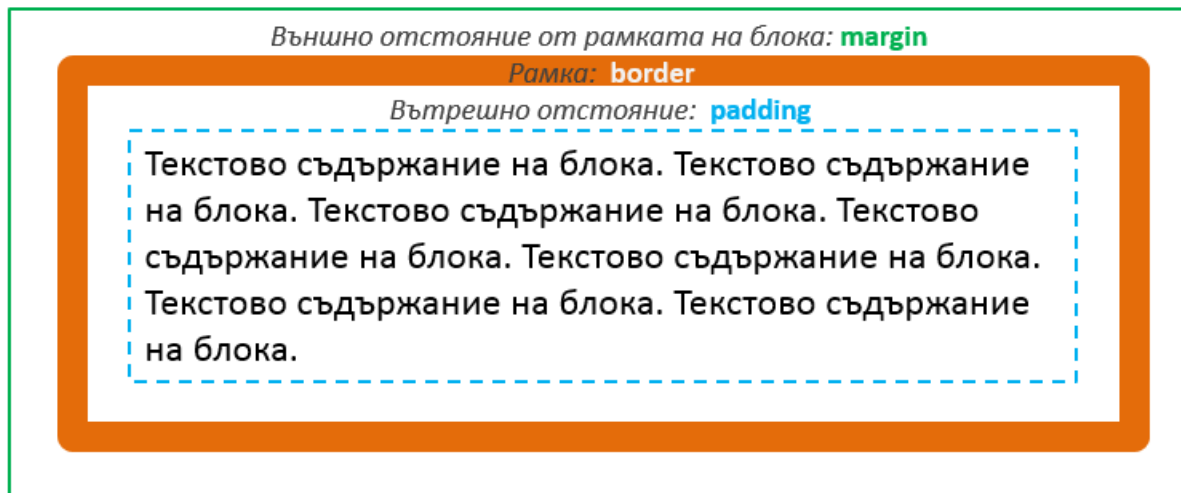 Външно отстояние от рамката на блока: margin
Рамка: border
Вътрешно отстояние: padding
Текстово съдържание на блока. Текстово съдържание
на блока. Текстово съдържание на блока. Текстово
съдържание на блока. Текстово съдържание на блока.
Текстово съдържание на блока. Текстово съдържание
на блока.